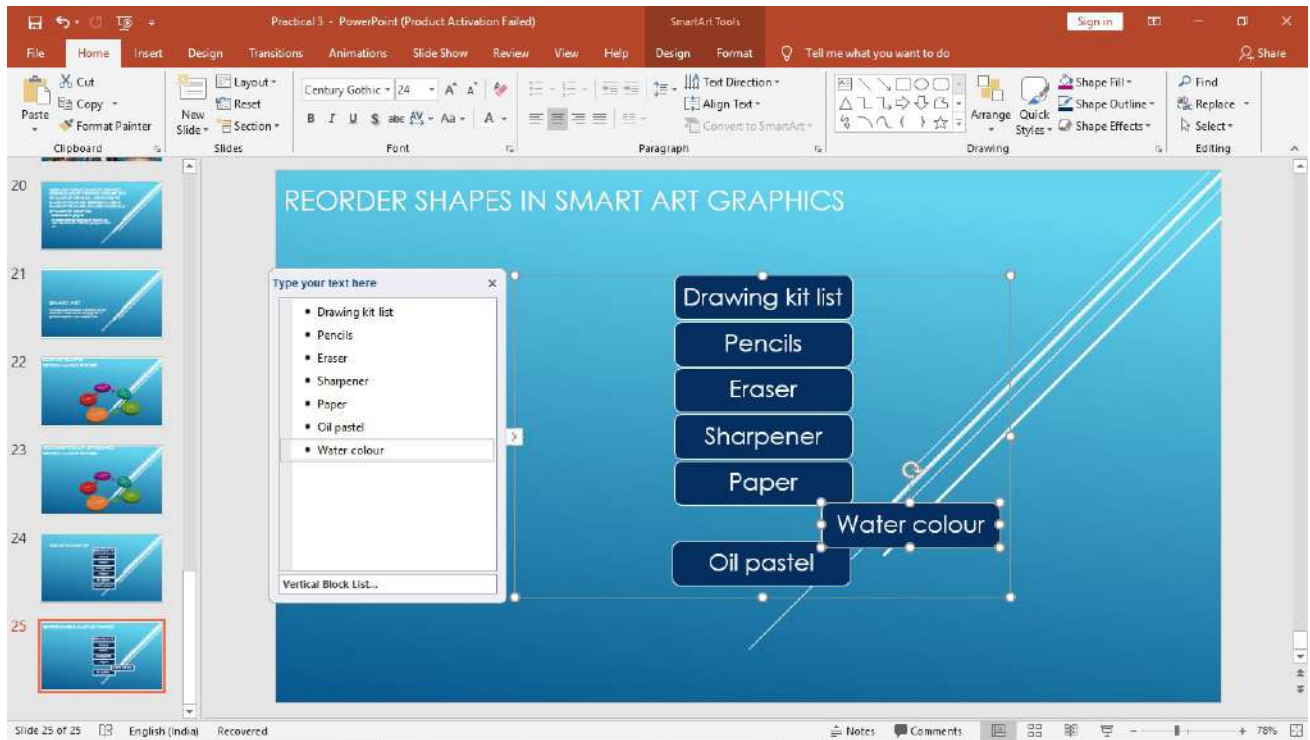 Practical 3 - PowerPoint (Product Activation Failed)
SmartArt Tools
Sign in
File Home Insert Design Transitions Animations Slide Show Review View Help Design Format Tell me what you want to do Share
Paste
Cut
Copy
Format Painter
Clipboard
New Slide
Layout
Reset
Section
Slides
Century Gothic 24
B I U S abc AV Aa A
Font
Text Direction
Align Text
Convert to SmartArt
Paragraph
Arrange
Quick Styles
Shape Fill
Shape Outline
Shape Effects
Drawing
Find
Replace
Select
Editing
20
21
22
23
24
25
REORDER SHAPES IN SMART ART GRAPHICS
Type your text here
• Drawing kit list
• Pencils
• Eraser
• Sharpener
• Paper
• Oil pastel
• Water colour
Vertical Block List...
Drawing kit list
Pencils
Eraser
Sharpener
Paper
Water colour
Oil pastel
Slide 25 of 25 English (India) Recovered Notes Comments 78%